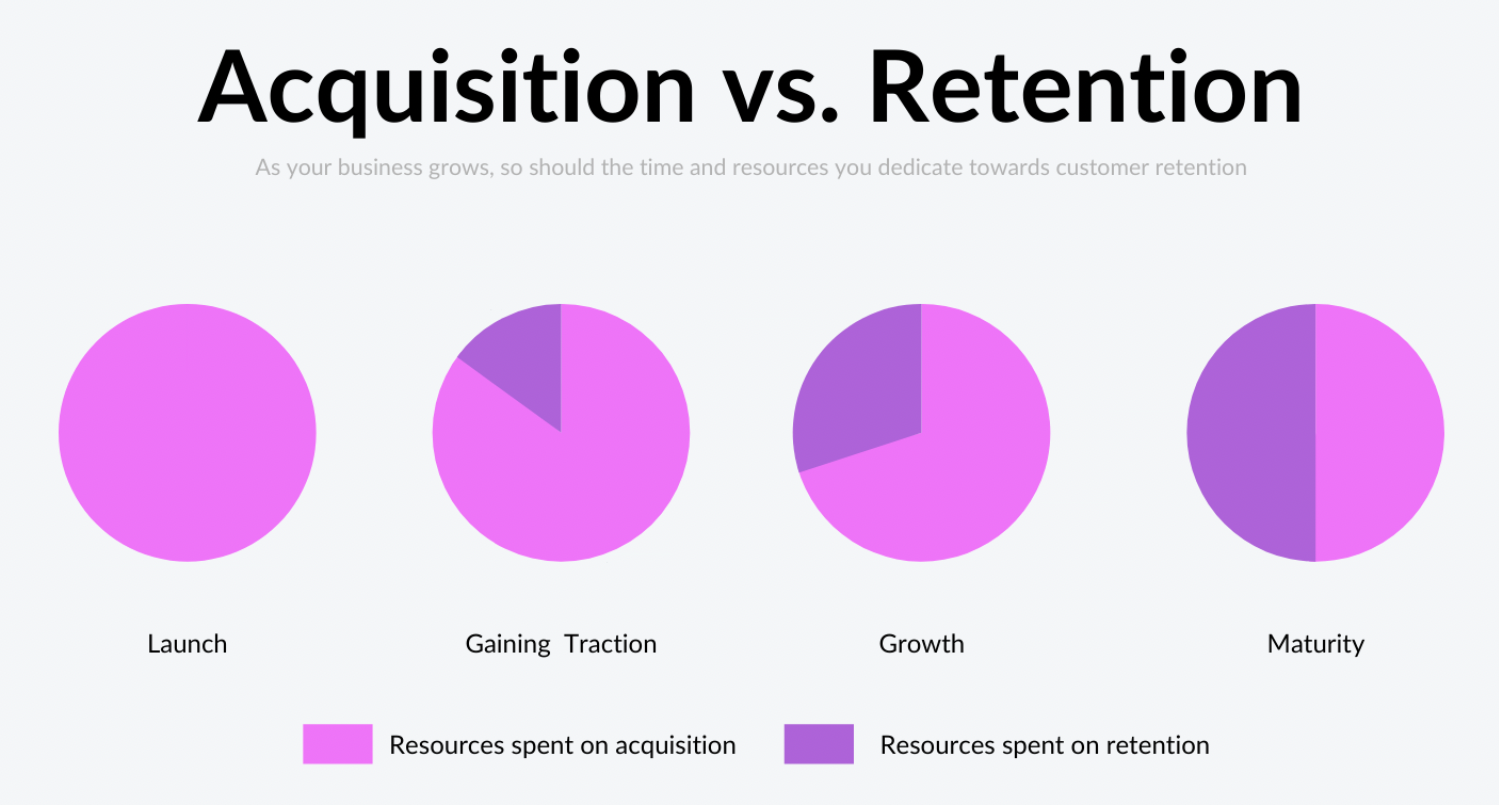 Acquisition vs. Retention
As your business grows, so should the time and resources you dedicate towards customer retention
Launch
Gaining Traction
Growth
Maturity
Resources spent on acquisition
Resources spent on retention